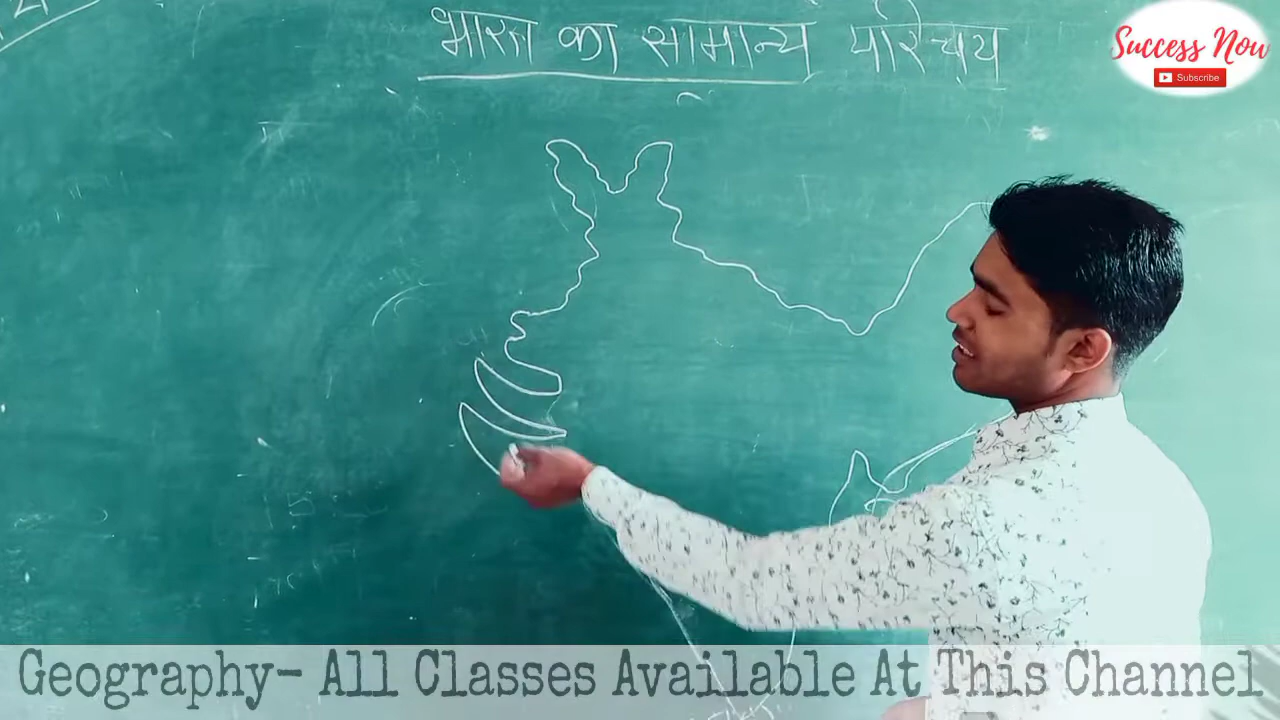 भारत का सामान्य परिचय
Success Now
Subscribe
Geography- All Classes Available At This Channel